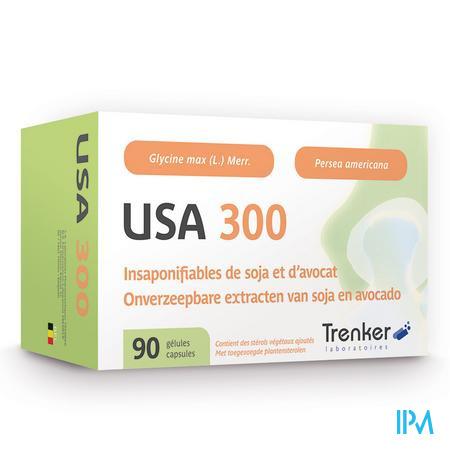 Glycine max (L.) Merr.
Persea americana
USA 300
Insaponifiables de soja et d'avocat
Onverzeepbare extracten van soja en avocado
90 gélules
capsules
Contient des stérols végétaux ajoutés
Met toegevoegde plantensterolen
Trenker
laboratoires
USA 300
IPM